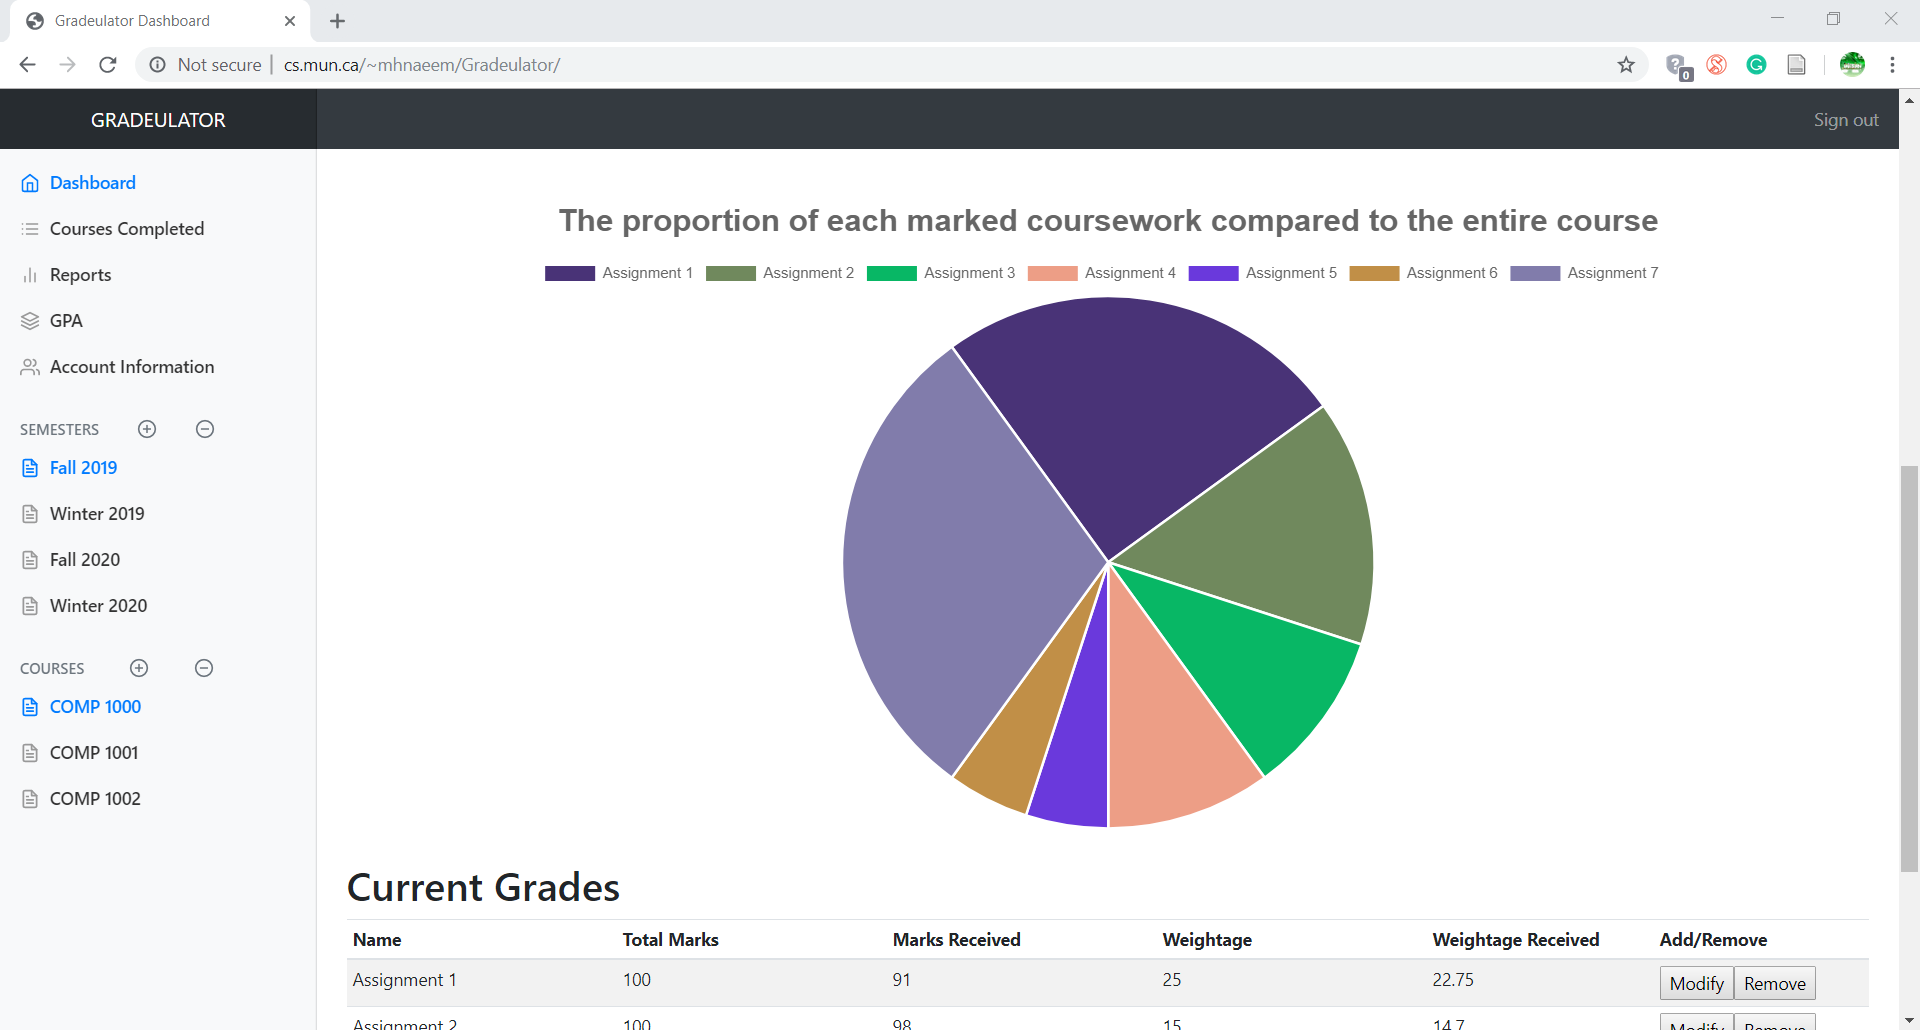 Gradeulator Dashboard
Not secure | cs.mun.ca/~mhnaeem/Gradeulator/
0
GRADEULATOR
Sign out
Dashboard
Courses Completed
Reports
GPA
Account Information
SEMESTERS
Fall 2019
Winter 2019
Fall 2020
Winter 2020
COURSES
COMP 1000
COMP 1001
COMP 1002
The proportion of each marked coursework compared to the entire course
Assignment 1 Assignment 2 Assignment 3 Assignment 4 Assignment 5 Assignment 6 Assignment 7
Current Grades
Name Total Marks Marks Received Weightage Weightage Received Add/Remove
Assignment 1 100 91 25 22.75 Modify Remove
Assignment 2 100 98 15 14.7 Modify Remove